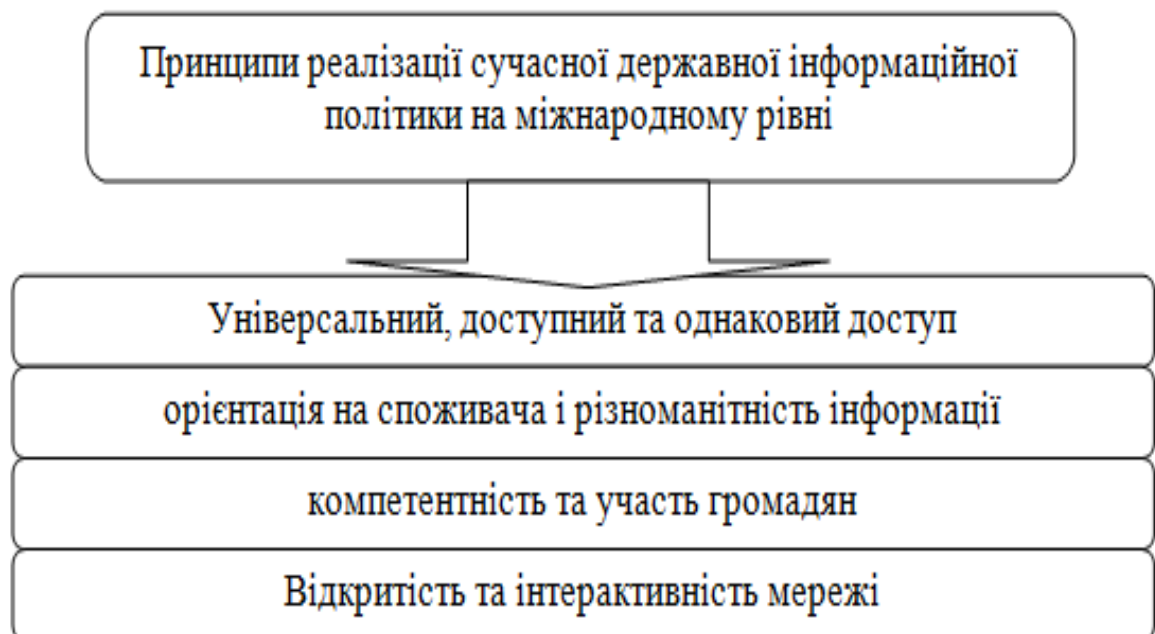 Принципи реалізації сучасної державної інформаційної
політики на міжнародному рівні
Універсальний, доступний та однаковий доступ
орієнтація на споживача і різноманітність інформації
компетентність та участь громадян
Відкритість та інтерактивність мережі